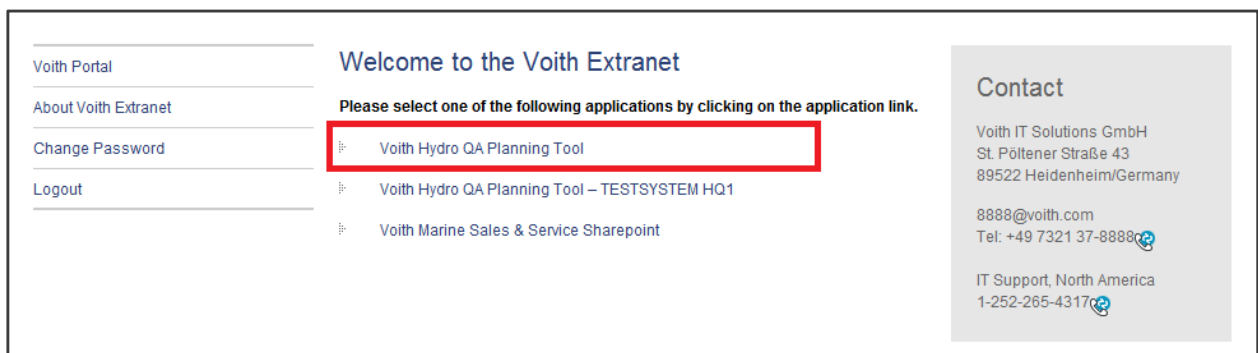 Voith Portal
About Voith Extranet
Change Password
Logout
Welcome to the Voith Extranet
Please select one of the following applications by clicking on the application link.
Voith Hydro QA Planning Tool
Voith Hydro QA Planning Tool – TESTSYSTEM HQ1
Voith Marine Sales & Service Sharepoint
Contact
Voith IT Solutions GmbH
St. Pöltener Straße 43
89522 Heidenheim/Germany
8888@voith.com
Tel: +49 7321 37-8888
IT Support, North America
1-252-265-4317